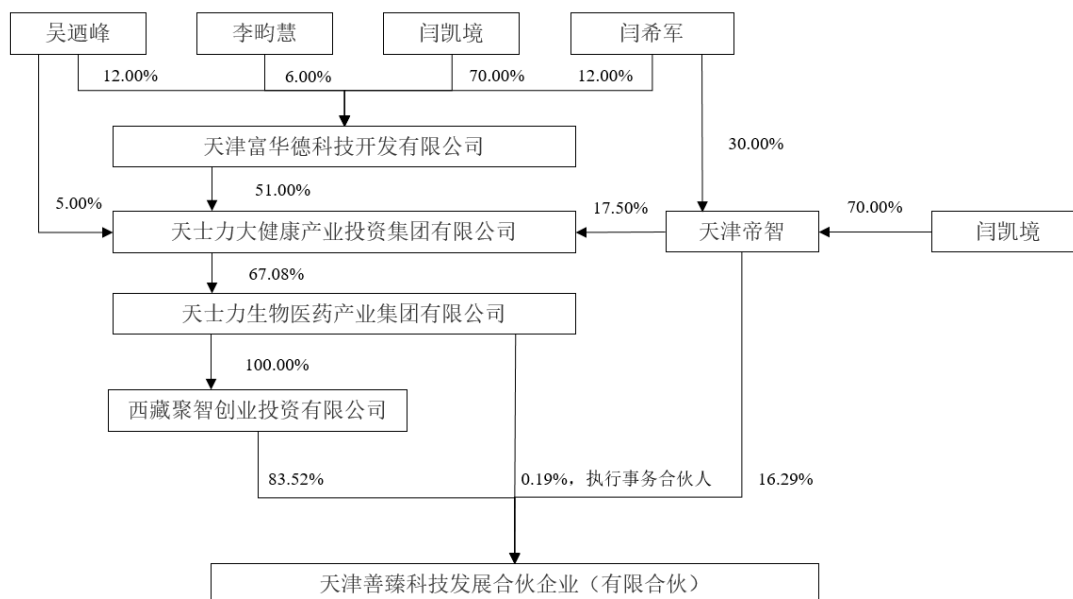 吴迺峰
李畇慧
闫凯境
闫希军
12.00%
6.00%
70.00%
12.00%
天津富华德科技开发有限公司
30.00%
51.00%
5.00%
17.50%
70.00%
天士力大健康产业投资集团有限公司
天津帝智
闫凯境
67.08%
天士力生物医药产业集团有限公司
100.00%
西藏聚智创业投资有限公司
83.52%
0.19%，执行事务合伙人
16.29%
天津善臻科技发展合伙企业（有限合伙）